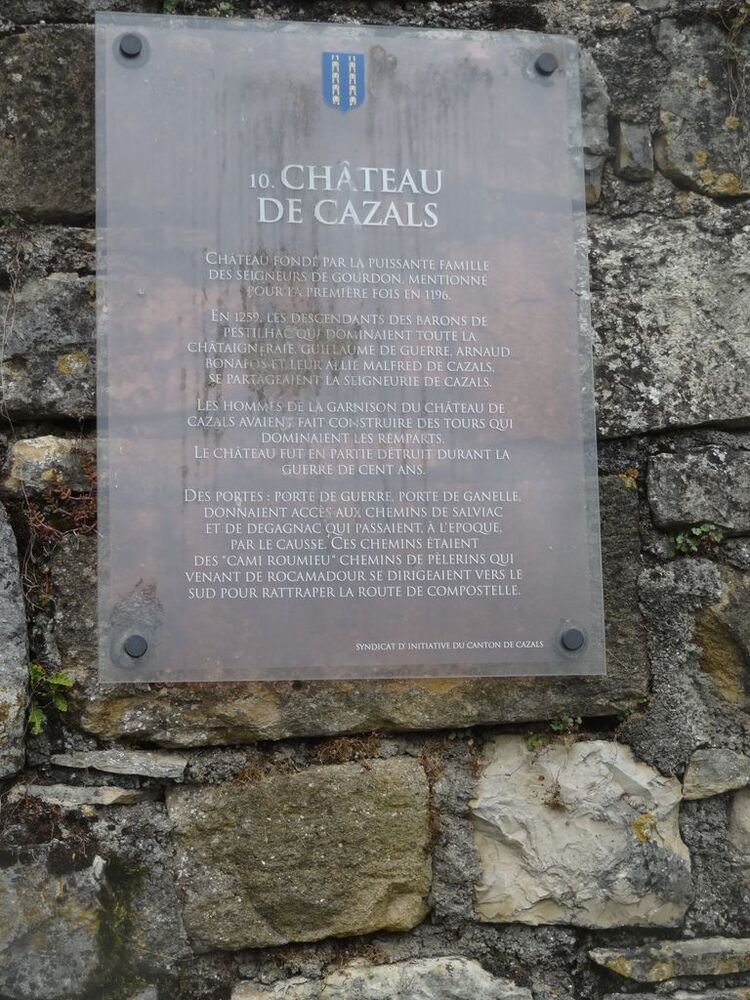 10. CHÂTEAU
DE CAZALS
CHÂTEAU FONDÉ PAR LA PUISSANTE FAMILLE
DES SEIGNEURS DE GOURDON, MENTIONNÉ
POUR LA PREMIÈRE FOIS EN 1196.
EN 1259, LES DESCENDANTS DES BARONS DE
PESTILHAC QUI DOMINAIENT TOUTE LA
CHÂTAIGNERAIE, GUILLAUME DE GUERRE, ARNAUD
BONAFOS ET LEUR ALLIÉ MALFRED DE CAZALS,
SE PARTAGEAIENT LA SEIGNEURIE DE CAZALS.
LES HOMMES DE LA GARNISON DU CHÂTEAU DE
CAZALS AVAIENT FAIT CONSTRUIRE DES TOURS QUI
DOMINAIENT LES REMPARTS.
LE CHÂTEAU FUT EN PARTIE DÉTRUIT DURANT LA
GUERRE DE CENT ANS.
DES PORTES : PORTE DE GUERRE, PORTE DE GANELLE,
DONNAIENT ACCÈS AUX CHEMINS DE SALVIAC
ET DE DEGAGNAC QUI PASSAIENT, À L'EPOQUE,
PAR LE CAUSSE. CES CHEMINS ÉTAIENT
DES "CAMI ROUMIEU" CHEMINS DE PÈLERINS QUI
VENANT DE ROCAMADOUR SE DIRIGEAIENT VERS LE
SUD POUR RATTRAPER LA ROUTE DE COMPOSTELLE.
SYNDICAT D' INITIATIVE DU CANTON DE CAZALS